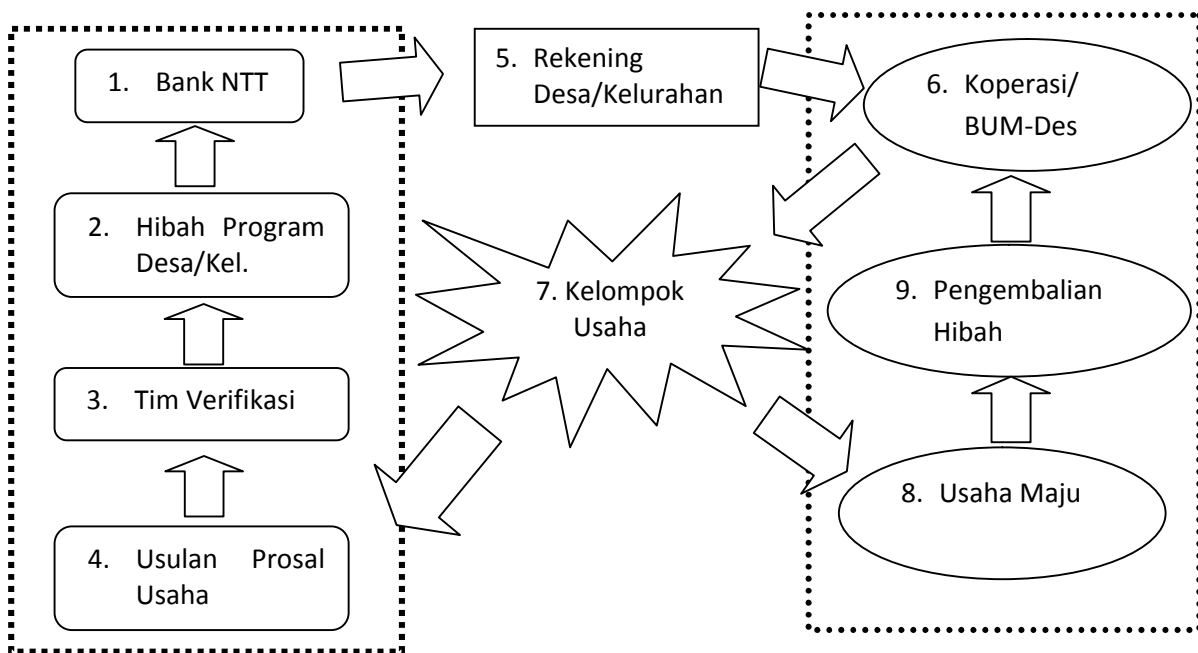 1. Bank NTT
2. Hibah Program
Desa/Kel.
3. Tim Verifikasi
4. Usulan Prosal
Usaha
5. Rekening
Desa/Kelurahan
6. Koperasi/
BUM-Des
7. Kelompok
Usaha
8. Usaha Maju
9. Pengembalian
Hibah